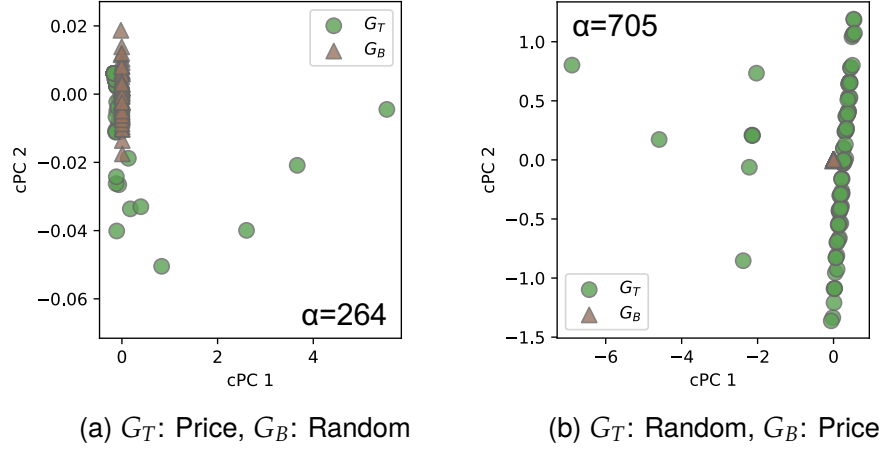 0.02
0.00
−0.02
−0.04
−0.06
cPC 2
0 2 4
cPC 1
G_T
G_B
α=264
(a) G_T: Price, G_B: Random
α=705
1.0
0.5
0.0
−0.5
−1.0
−1.5
cPC 2
−6 −4 −2 0
cPC 1
G_T
G_B
(b) G_T: Random, G_B: Price